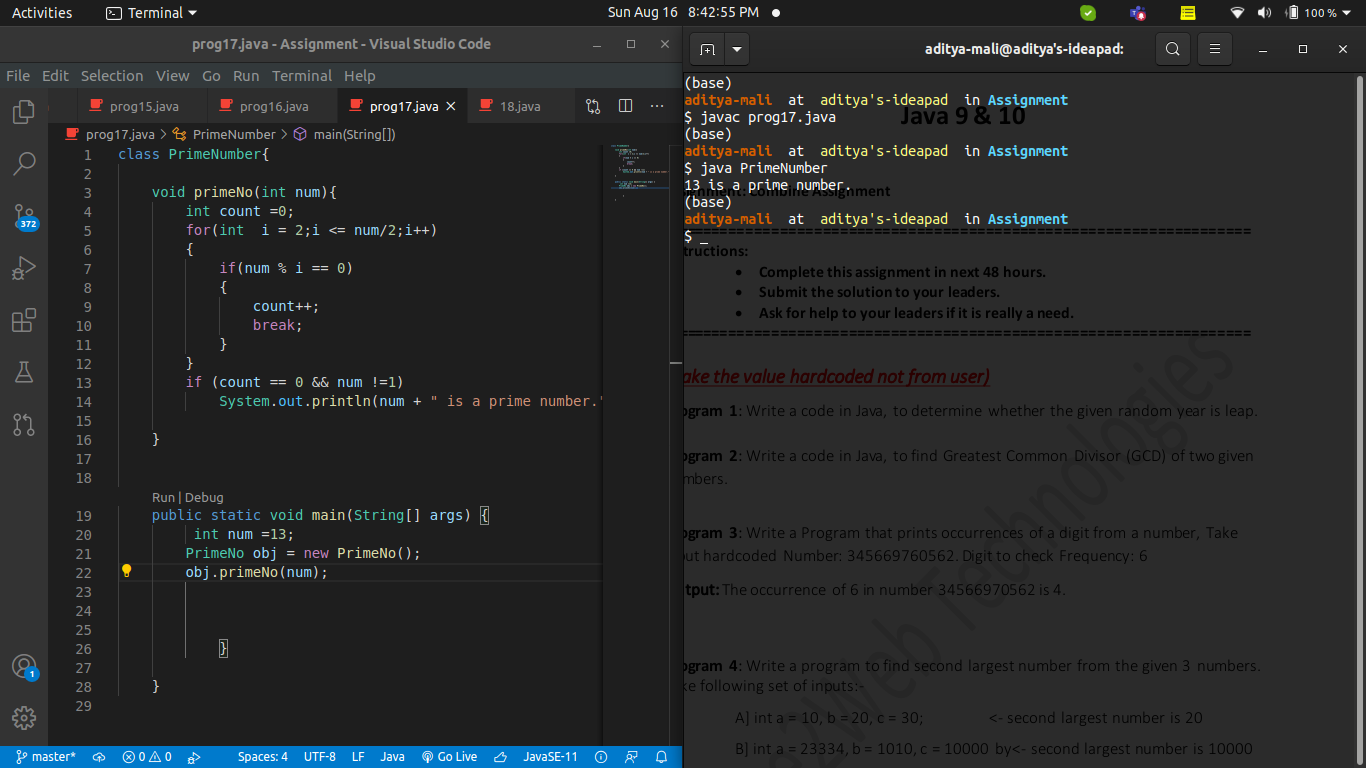 Activities Terminal Sun Aug 16 8:42:55 PM 100 %
prog17.java - Assignment - Visual Studio Code
File Edit Selection View Go Run Terminal Help
prog15.java prog16.java prog17.java 18.java
prog17.java > PrimeNumber > main(String[])
372
1
1 class PrimeNumber{
2
3 void primeNo(int num){
4 int count =0;
5 for(int  i = 2;i <= num/2;i++)
6 {
7 if(num % i == 0)
8 {
9 count++;
10 break;
11 }
12 }
13 if (count == 0 && num !=1)
14 System.out.println(num + " is a prime number."
15
16 }
17
18
Run | Debug
19 public static void main(String[] args) {
20 int num =13;
21 PrimeNo obj = new PrimeNo();
22 obj.primeNo(num);
23
24
25
26 }
27
28 }
29
master* 0 0 Spaces: 4 UTF-8 LF Java Go Live JavaSE-11
aditya-mali@aditya's-ideapad:
(base)
aditya-mali at aditya's-ideapad in Assignment
$ javac prog17.java
(base)
aditya-mali at aditya's-ideapad in Assignment
$ java PrimeNumber
13 is a prime number.
(base)
aditya-mali at aditya's-ideapad in Assignment
$ _
Java 9 & 10
signment: Combine Assignment
tructions:
• Complete this assignment in next 48 hours.
• Submit the solution to your leaders.
• Ask for help to your leaders if it is really a need.
ake the value hardcoded not from user)
ogram 1: Write a code in Java, to determine whether the given random year is leap.
ogram 2: Write a code in Java, to find Greatest Common Divisor (GCD) of two given
mbers.
ogram 3: Write a Program that prints occurrences of a digit from a number, Take
out hardcoded Number: 345669760562. Digit to check Frequency: 6
tput: The occurrence of 6 in number 34566970562 is 4.
ogram 4: Write a program to find second largest number from the given 3 numbers.
ke following set of inputs:-
A] int a = 10, b = 20, c = 30; <- second largest number is 20
B] int a = 23334, b = 1010, c = 10000 by<- second largest number is 10000
2Web Technologies